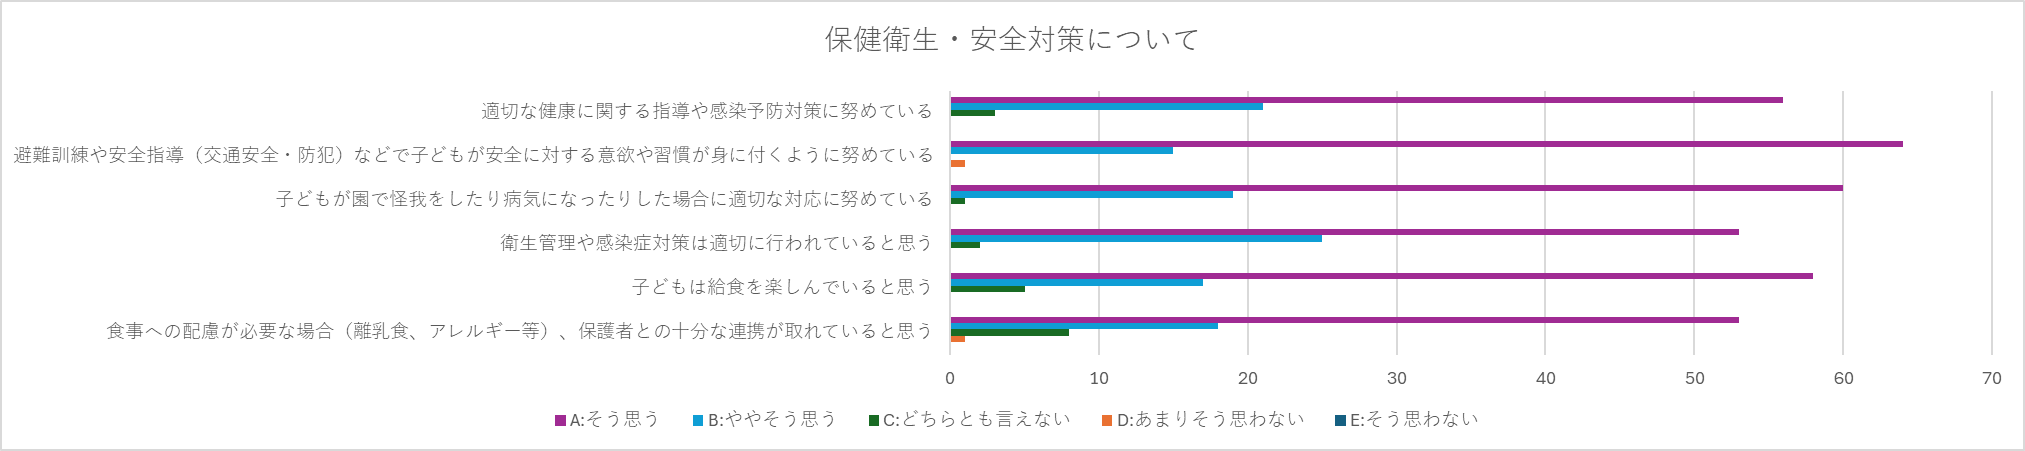 保健衛生・安全対策について
適切な健康に関する指導や感染予防対策に努めている
避難訓練や安全指導（交通安全・防犯）などで子どもが安全に対する意欲や習慣が身に付くように努めている
子どもが園で怪我をしたり病気になったりした場合に適切な対応に努めている
衛生管理や感染症対策は適切に行われていると思う
子どもは給食を楽しんでいると思う
食事への配慮が必要な場合（離乳食、アレルギー等）、保護者との十分な連携が取れていると思う
0 10 20 30 40 50 60 70
A:そう思う B:ややそう思う C:どちらとも言えない D:あまりそう思わない E:そう思わない